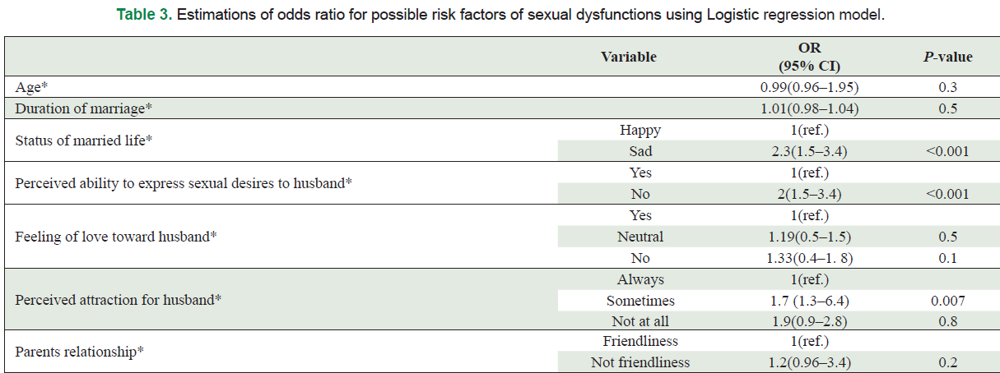 Table 3. Estimations of odds ratio for possible risk factors of sexual dysfunctions using Logistic regression model.
Variable OR (95% CI) P-value
Age* 0.99(0.96–1.95) 0.3
Duration of marriage* 1.01(0.98–1.04) 0.5
Status of married life* Happy 1(ref.)
Sad 2.3(1.5–3.4) <0.001
Perceived ability to express sexual desires to husband* Yes 1(ref.)
No 2(1.5–3.4) <0.001
Feeling of love toward husband* Yes 1(ref.)
Neutral 1.19(0.5–1.5) 0.5
No 1.33(0.4–1. 8) 0.1
Perceived attraction for husband* Always 1(ref.)
Sometimes 1.7 (1.3–6.4) 0.007
Not at all 1.9(0.9–2.8) 0.8
Parents relationship* Friendliness 1(ref.)
Not friendliness 1.2(0.96–3.4) 0.2